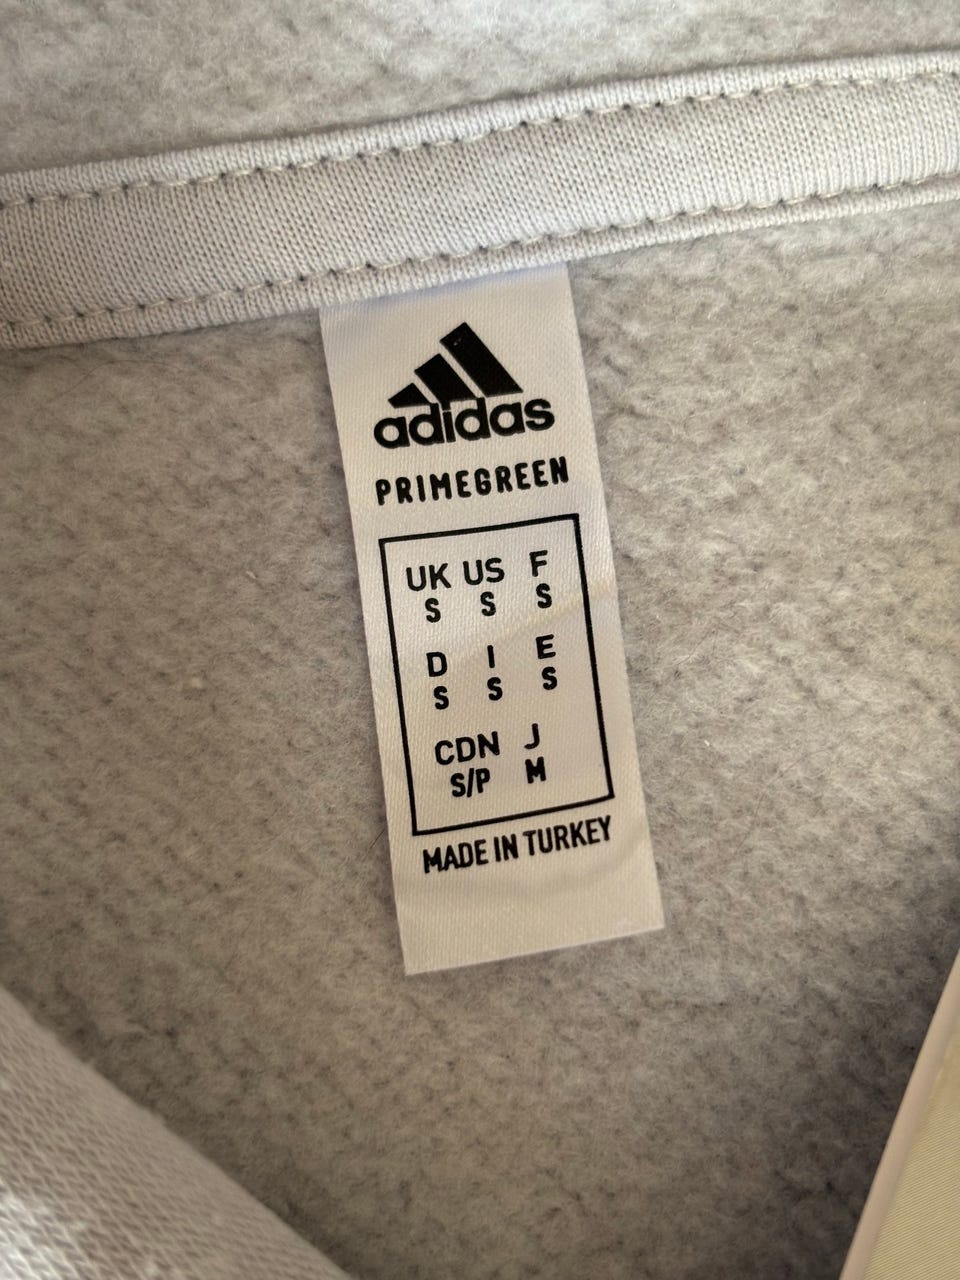 adidas
PRIMEGREEN
UK US F
S S S
D I E
S S S
CDN J
S/P M
MADE IN TURKEY